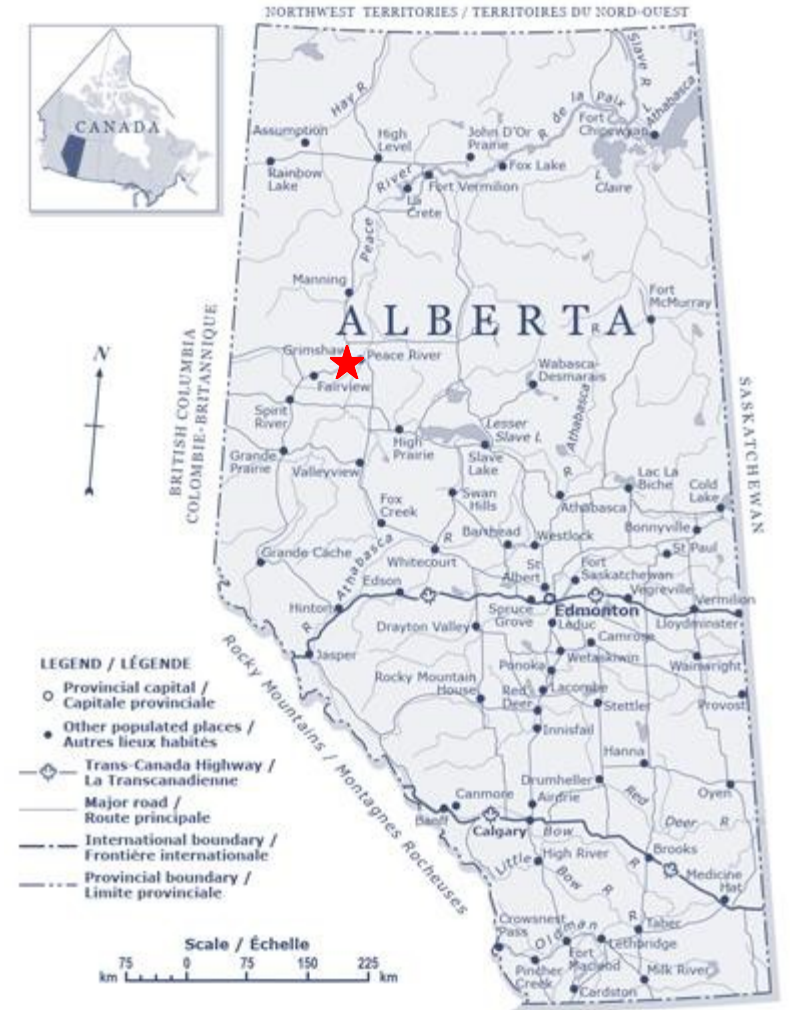 NORTHWEST TERRITORIES / TERRITOIRES DU NORD-OUEST
CANADA
Slave R
L Athabasca
Hay R
R de la Paix
Fort
Chipewyan
Assumption
High
Level
John D'Or
Prairie
Fox Lake
Rainbow
Lake
River
Fort Vermilion
L
Claire
La
Crete
Peace
Manning
Fort
McMurray
ALBERTA
R
BRITISH COLUMBIA
COLOMBIE-BRITANNIQUE
N
Grimshaw
Peace River
Wabasca-
Desmarais
Fairview
SASKATCHEWAN
Spirit
River
Athabasca
Lesser
Slave L
High
Prairie
Grande
Prairie
Valleyview
Slave
Lake
R
Lac La
Biche
Cold
Lake
Fox
Creek
Swan
Hills
Athabasca
Bonnyville
Barrhead
Westlock
R
St Paul
Athabasca
Whitecourt
Grande Cache
St
Albert
Fort
Saskatchewan
Edson
Vegreville
Vermilion
Hinton
Spruce
Grove
Edmonton
Lloydminster
R
Drayton Valley
Leduc
Camrose
Jasper
Wetaskiwin
Ponoka
Wainwright
Rocky Mountains / Montagnes Rocheuses
Rocky Mountain
House
Red
Deer
Lacombe
Stettler
Provost
Innisfail
Hanna
Drumheller
Oyen
Canmore
Airdrie
Red
Deer R
Banff
Calgary
Bow
Brooks
High River
R
Little
Bow
R
Medicine
Hat
Crowsnest
Pass
Oldman
R
Taber
Lethbridge
Fort
Macleod
Pincher
Creek
Milk River
Cardston
LEGEND / LÉGENDE
Provincial capital /
Capitale provinciale
Other populated places /
Autres lieux habités
Trans-Canada Highway /
La Transcanadienne
Major road /
Route principale
International boundary /
Frontière internationale
Provincial boundary /
Limite provinciale
Scale / Échelle
75 0 75 150 225
km km